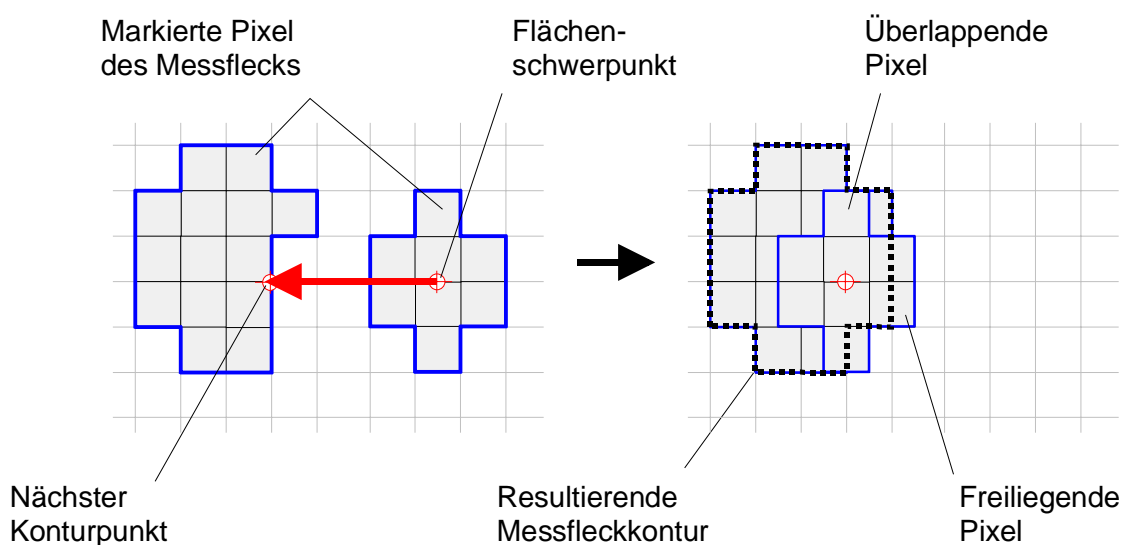 Markierte Pixel
des Messflecks
Flächen-
schwerpunkt
Überlappende
Pixel
Nächster
Konturpunkt
Resultierende
Messfleckkontur
Freiliegende
Pixel